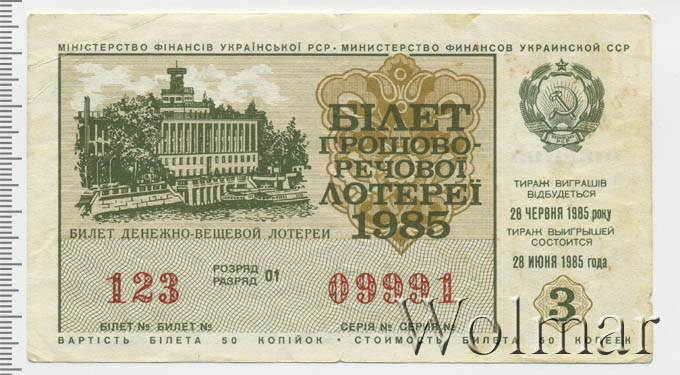 МІНІСТЕРСТВО ФІНАНСІВ УКРАЇНСЬКОЇ РСР • МИНИСТЕРСТВО ФИНАНСОВ УКРАИНСКОЙ ССР
БІЛЕТ
ГРОШОВО-
РЕЧОВОЇ
ЛОТЕРЕЇ
1985
БИЛЕТ ДЕНЕЖНО-ВЕЩЕВОЙ ЛОТЕРЕИ
ТИРАЖ ВИГРАШІВ
ВІДБУДЕТЬСЯ
28 ЧЕРВНЯ 1985 року
ТИРАЖ ВЫИГРЫШЕЙ
СОСТОИТСЯ
28 ИЮНЯ 1985 года
РОЗРЯД
РАЗРЯД 01
123
09991
3
БІЛЕТ № БИЛЕТ №
СЕРІЯ № СЕРИЯ №
ВАРТІСТЬ БІЛЕТА 50 КОПІЙОК • СТОИМОСТЬ БИЛЕТА 50 КОПЕЕК
Wolmar